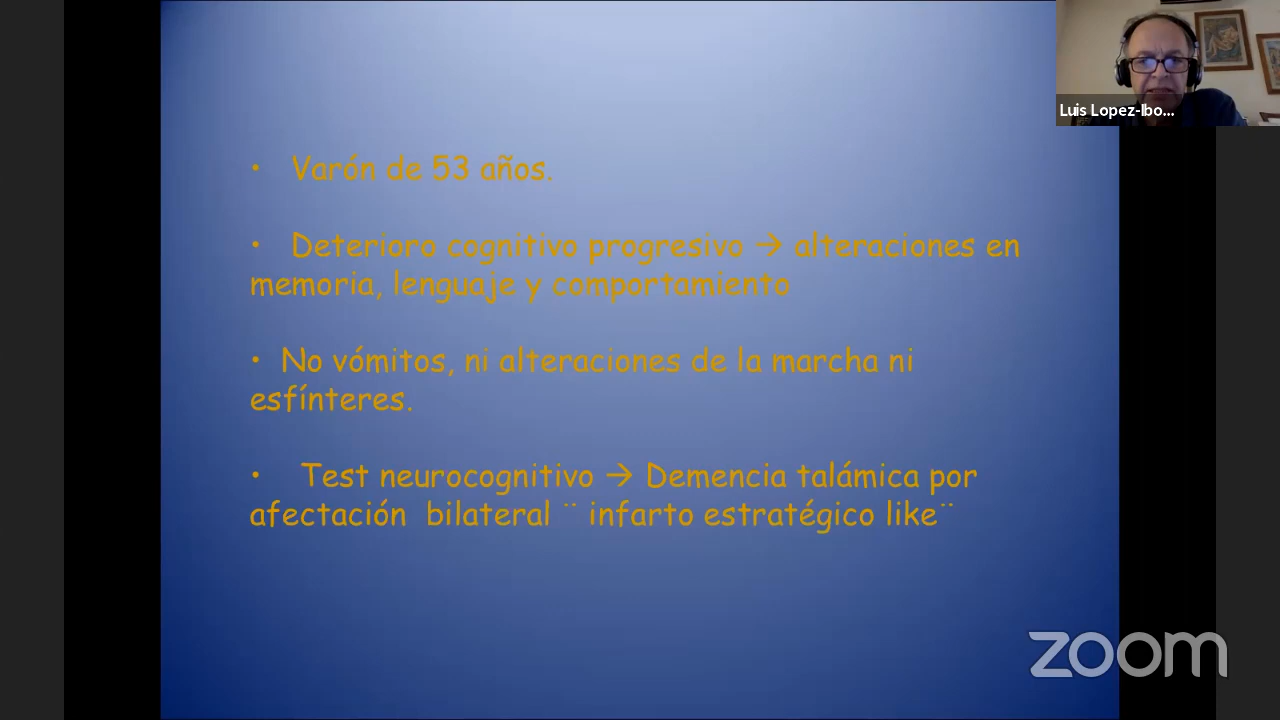 Luis Lopez-Ibo...
• Varón de 53 años.
• Deterioro cognitivo progresivo → alteraciones en
memoria, lenguaje y comportamiento
• No vómitos, ni alteraciones de la marcha ni
esfínteres.
• Test neurocognitivo → Demencia talámica por
afectación bilateral ¨ infarto estratégico like¨
zoom